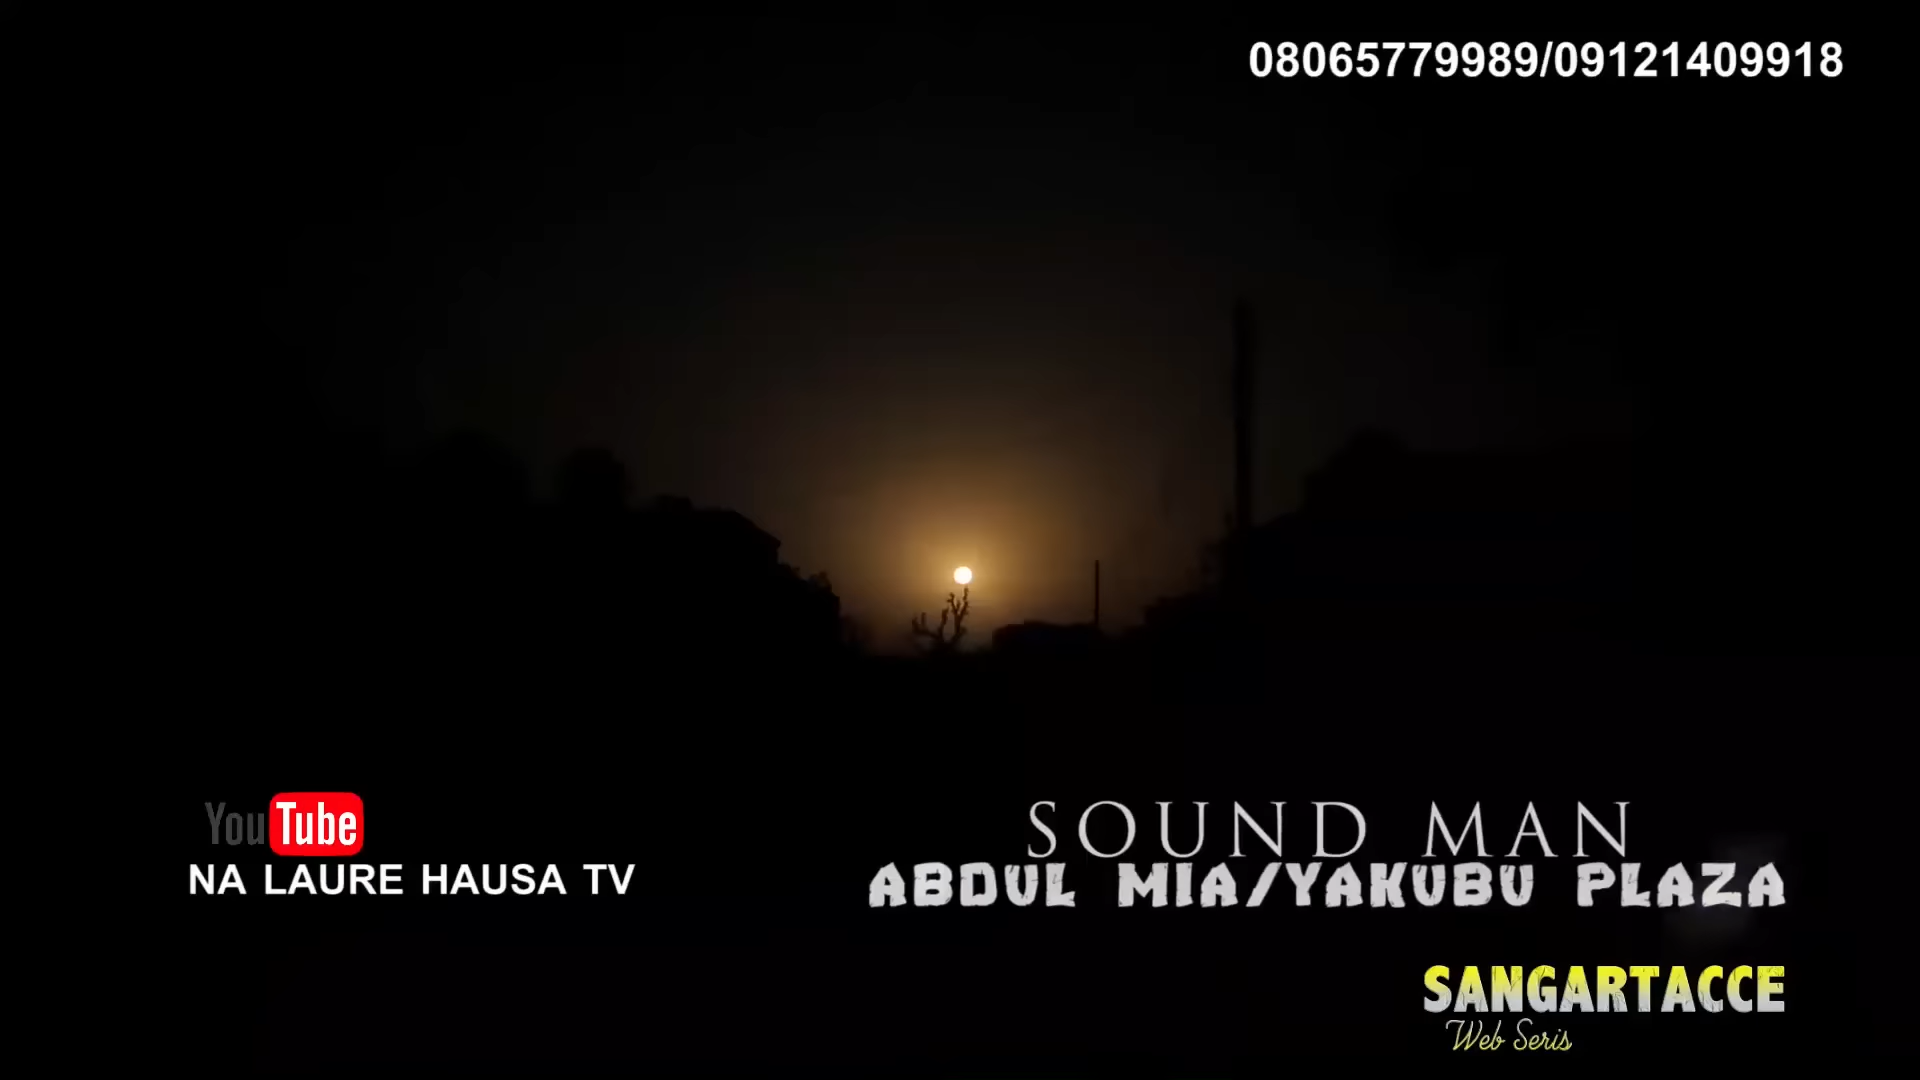 08065779989/09121409918
YouTube
NA LAURE HAUSA TV
SOUND MAN
ABDUL MIA/YAKUBU PLAZA
SANGARTACCE
Web Seris